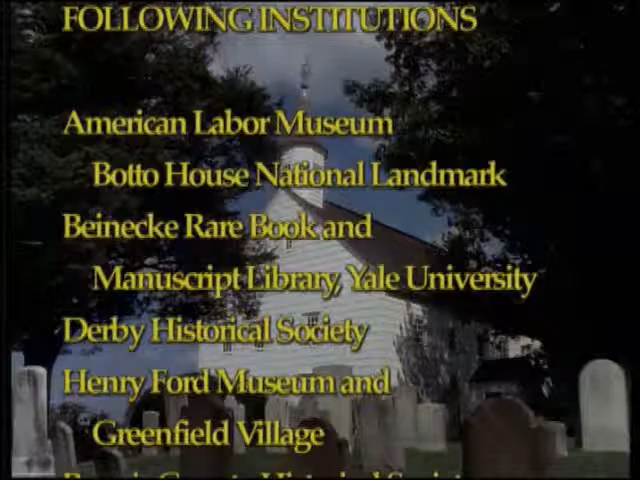 FOLLOWING INSTITUTIONS
American Labor Museum
Botto House National Landmark
Beinecke Rare Book and
Manuscript Library, Yale University
Derby Historical Society
Henry Ford Museum and
Greenfield Village